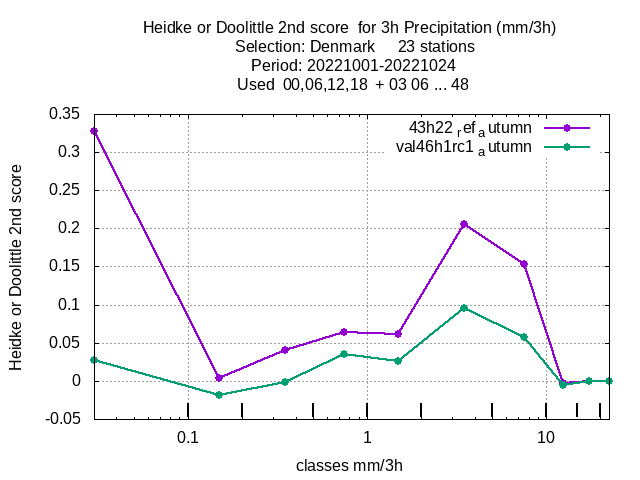 Heidke or Doolittle 2nd score  for 3h Precipitation (mm/3h)
Selection: Denmark     23 stations
Period: 20221001-20221024
Used  00,06,12,18  + 03 06 ... 48
43h22 ref autumn
val46h1rc1 autumn
Heidke or Doolittle 2nd score
0.35
0.3
0.25
0.2
0.15
0.1
0.05
0
-0.05
0.1 1 10
classes mm/3h